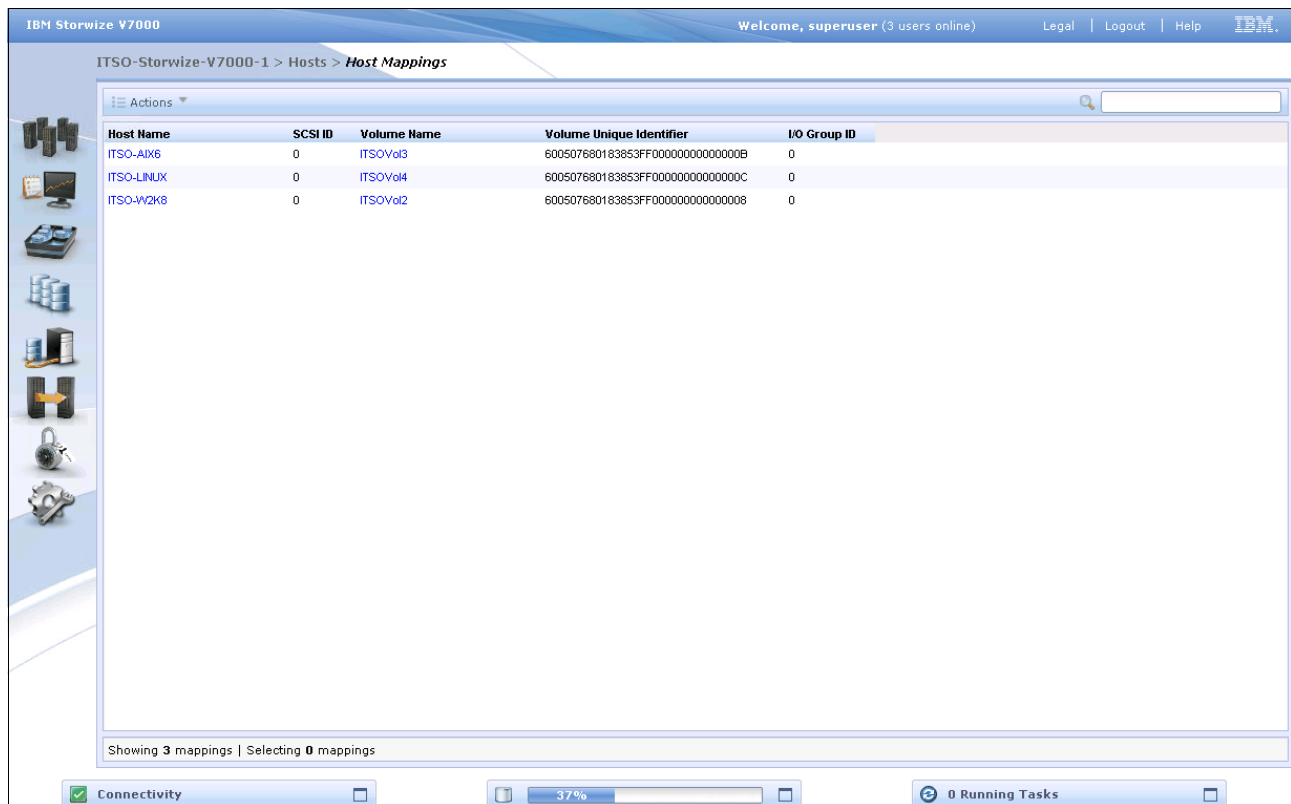 IBM Storwize V7000 Welcome, superuser (3 users online) Legal | Logout | Help IBM.
ITSO-Storwize-V7000-1 > Hosts > Host Mappings
Actions
Host Name SCSI ID Volume Name Volume Unique Identifier I/O Group ID
ITSO-AIX6 0 ITSOVol3 600507680183853FF00000000000000B 0
ITSO-LINUX 0 ITSOVol4 600507680183853FF00000000000000C 0
ITSO-W2K8 0 ITSOVol2 600507680183853FF000000000000008 0
Showing 3 mappings | Selecting 0 mappings
Connectivity 37% 0 Running Tasks